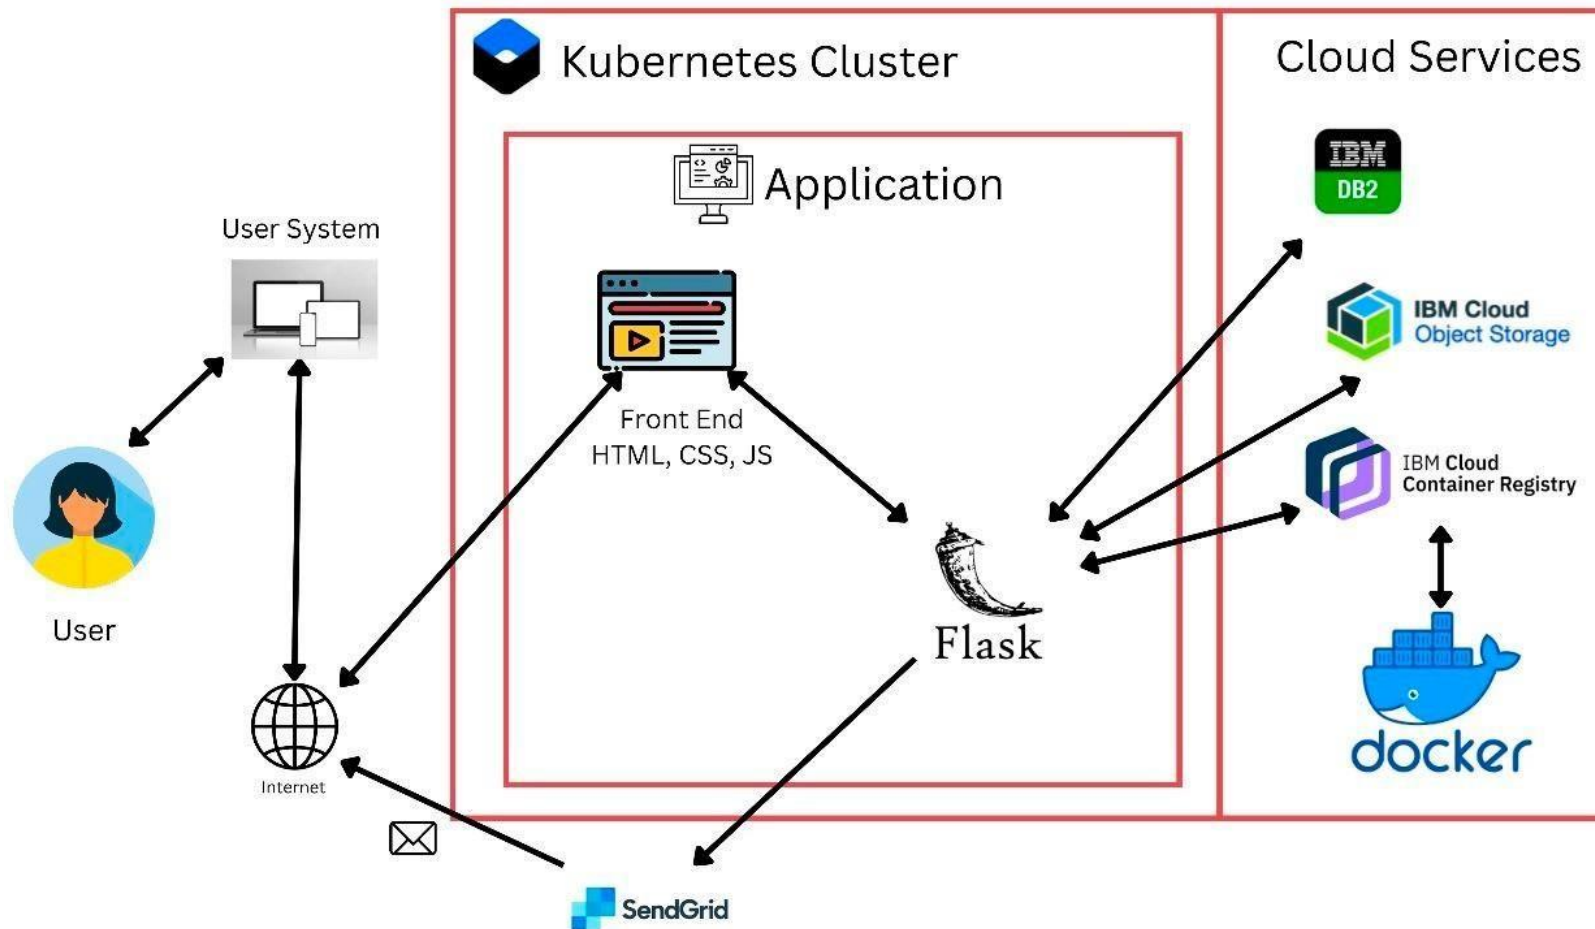 Kubernetes Cluster
Cloud Services
Application
IBM
DB2
User System
IBM Cloud
Object Storage
Front End
HTML, CSS, JS
IBM Cloud
Container Registry
User
Flask
Internet
docker
SendGrid